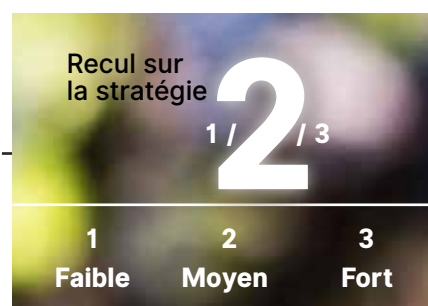 Recul sur
la stratégie
1 / 2 / 3
1 2 3
Faible Moyen Fort